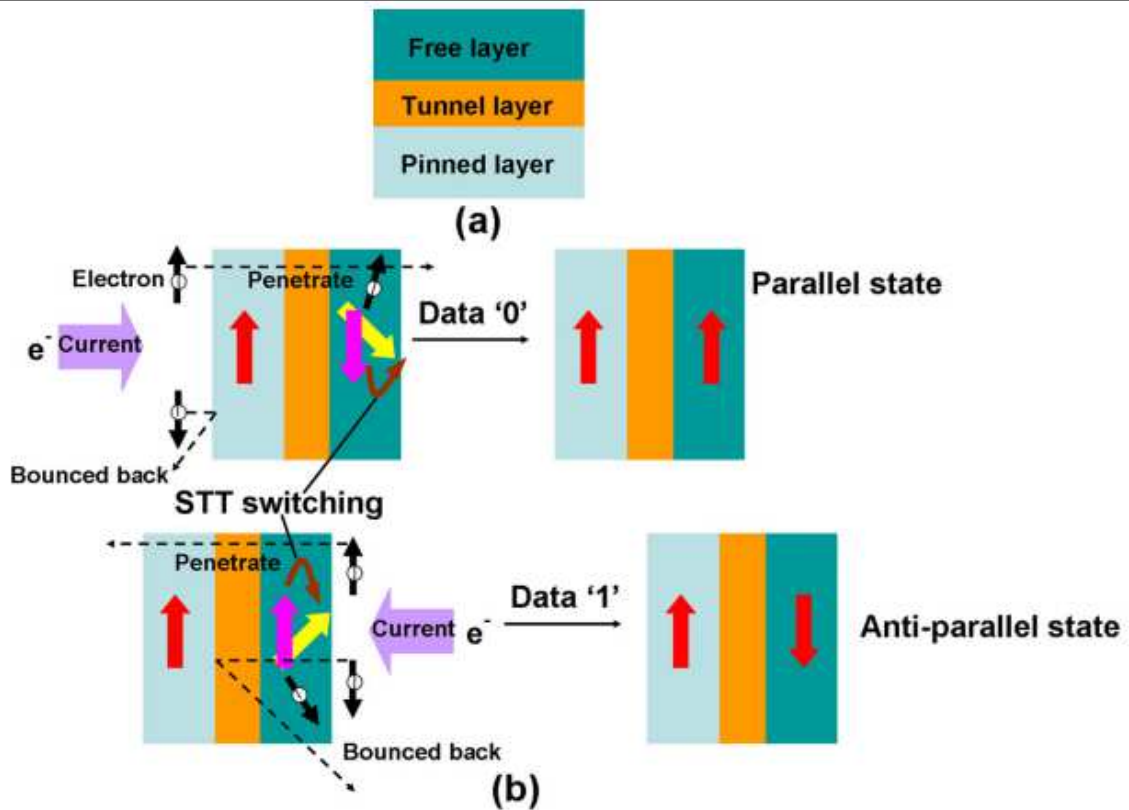 Free layer
Tunnel layer
Pinned layer
(a)
Electron
Penetrate
Parallel state
Data ‘0’
e- Current
Bounced back
STT switching
Penetrate
Data ‘1’
Current e-
Anti-parallel state
Bounced back
(b)